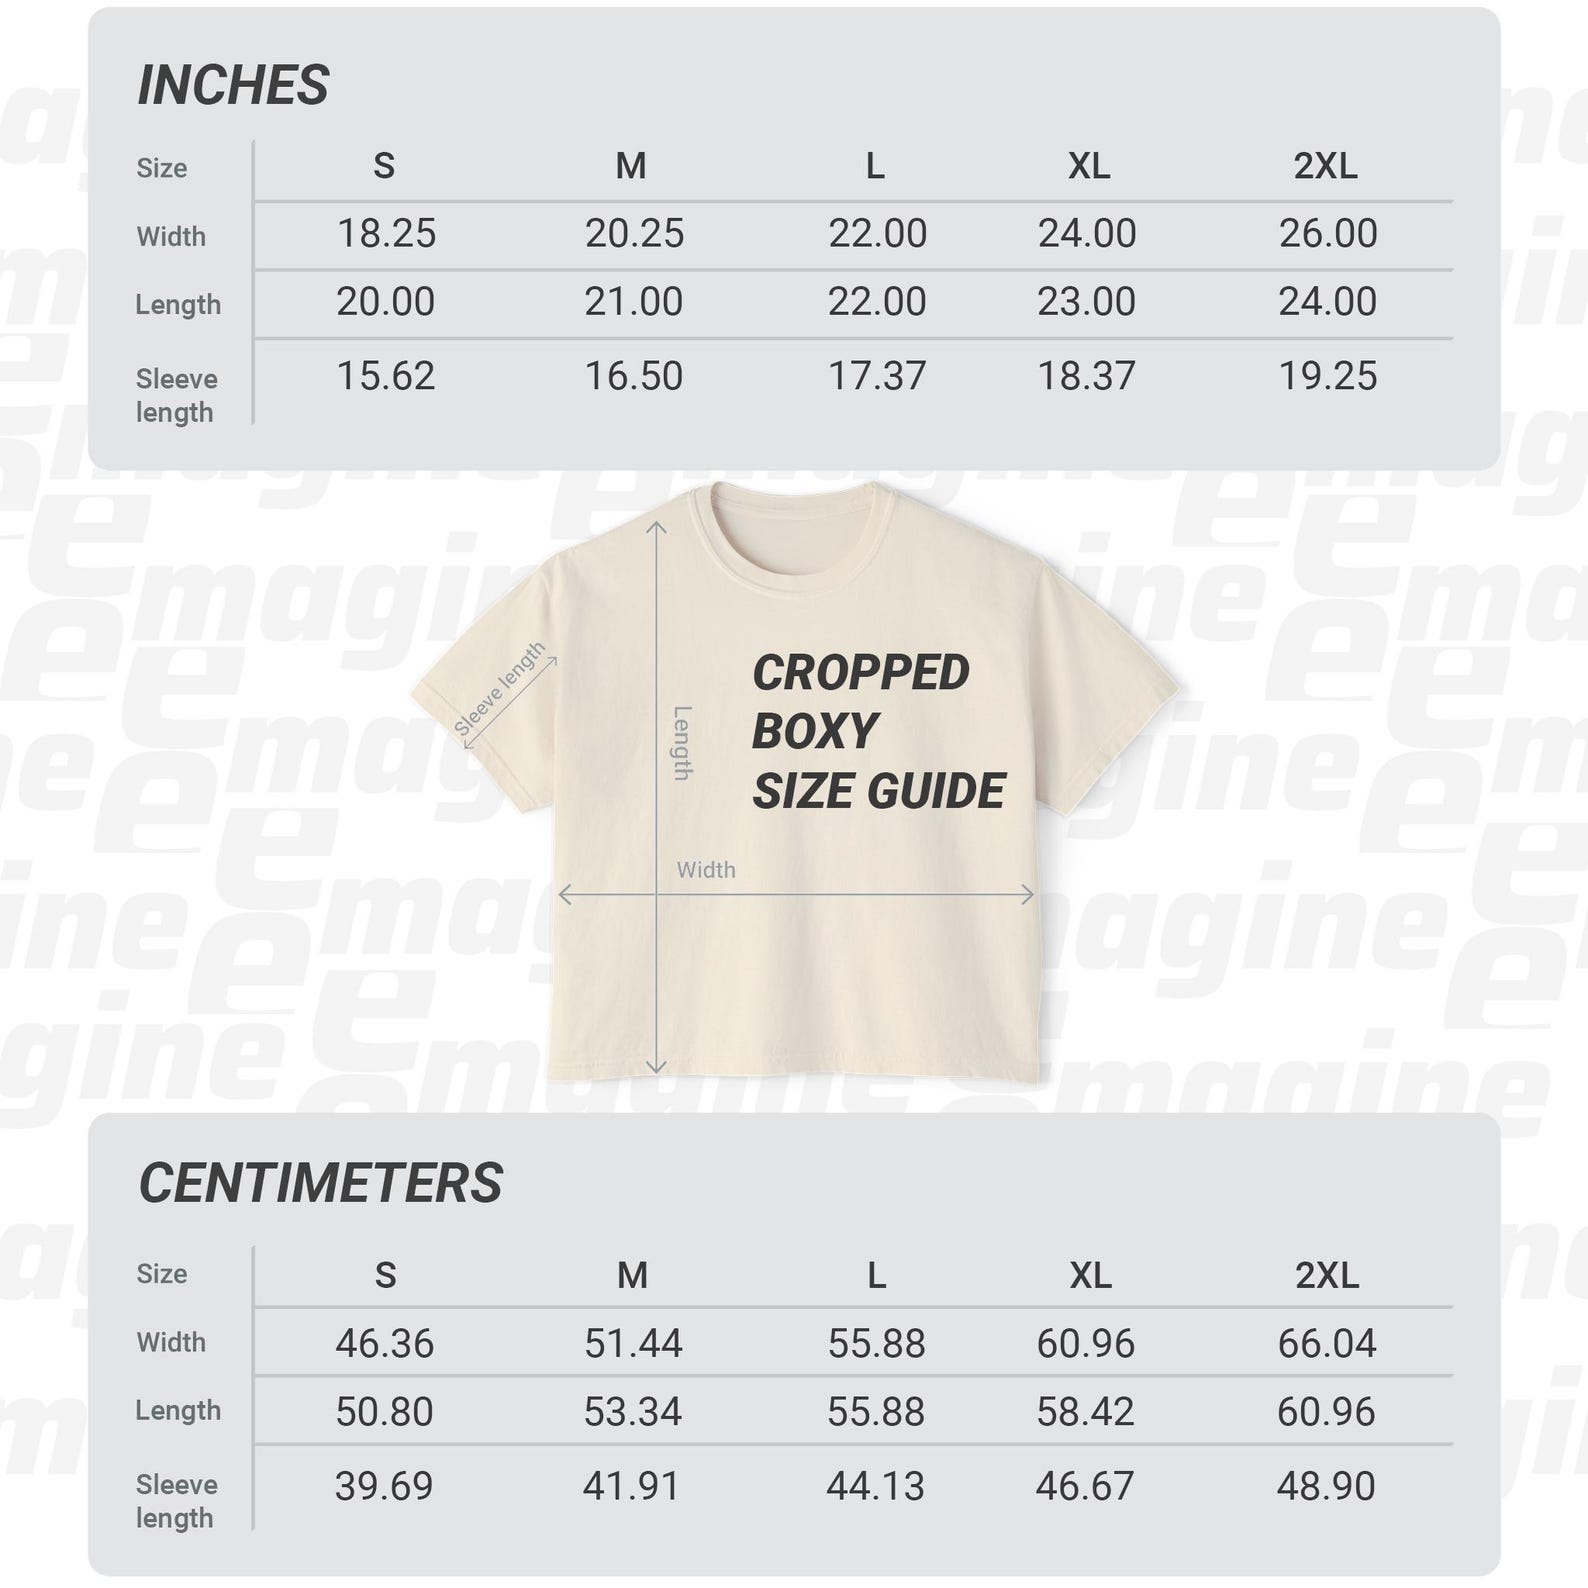 INCHES
Size S M L XL 2XL
Width 18.25 20.25 22.00 24.00 26.00
Length 20.00 21.00 22.00 23.00 24.00
Sleeve length 15.62 16.50 17.37 18.37 19.25
Sleeve length
Length
CROPPED
BOXY
SIZE GUIDE
Width
CENTIMETERS
Size S M L XL 2XL
Width 46.36 51.44 55.88 60.96 66.04
Length 50.80 53.34 55.88 58.42 60.96
Sleeve length 39.69 41.91 44.13 46.67 48.90